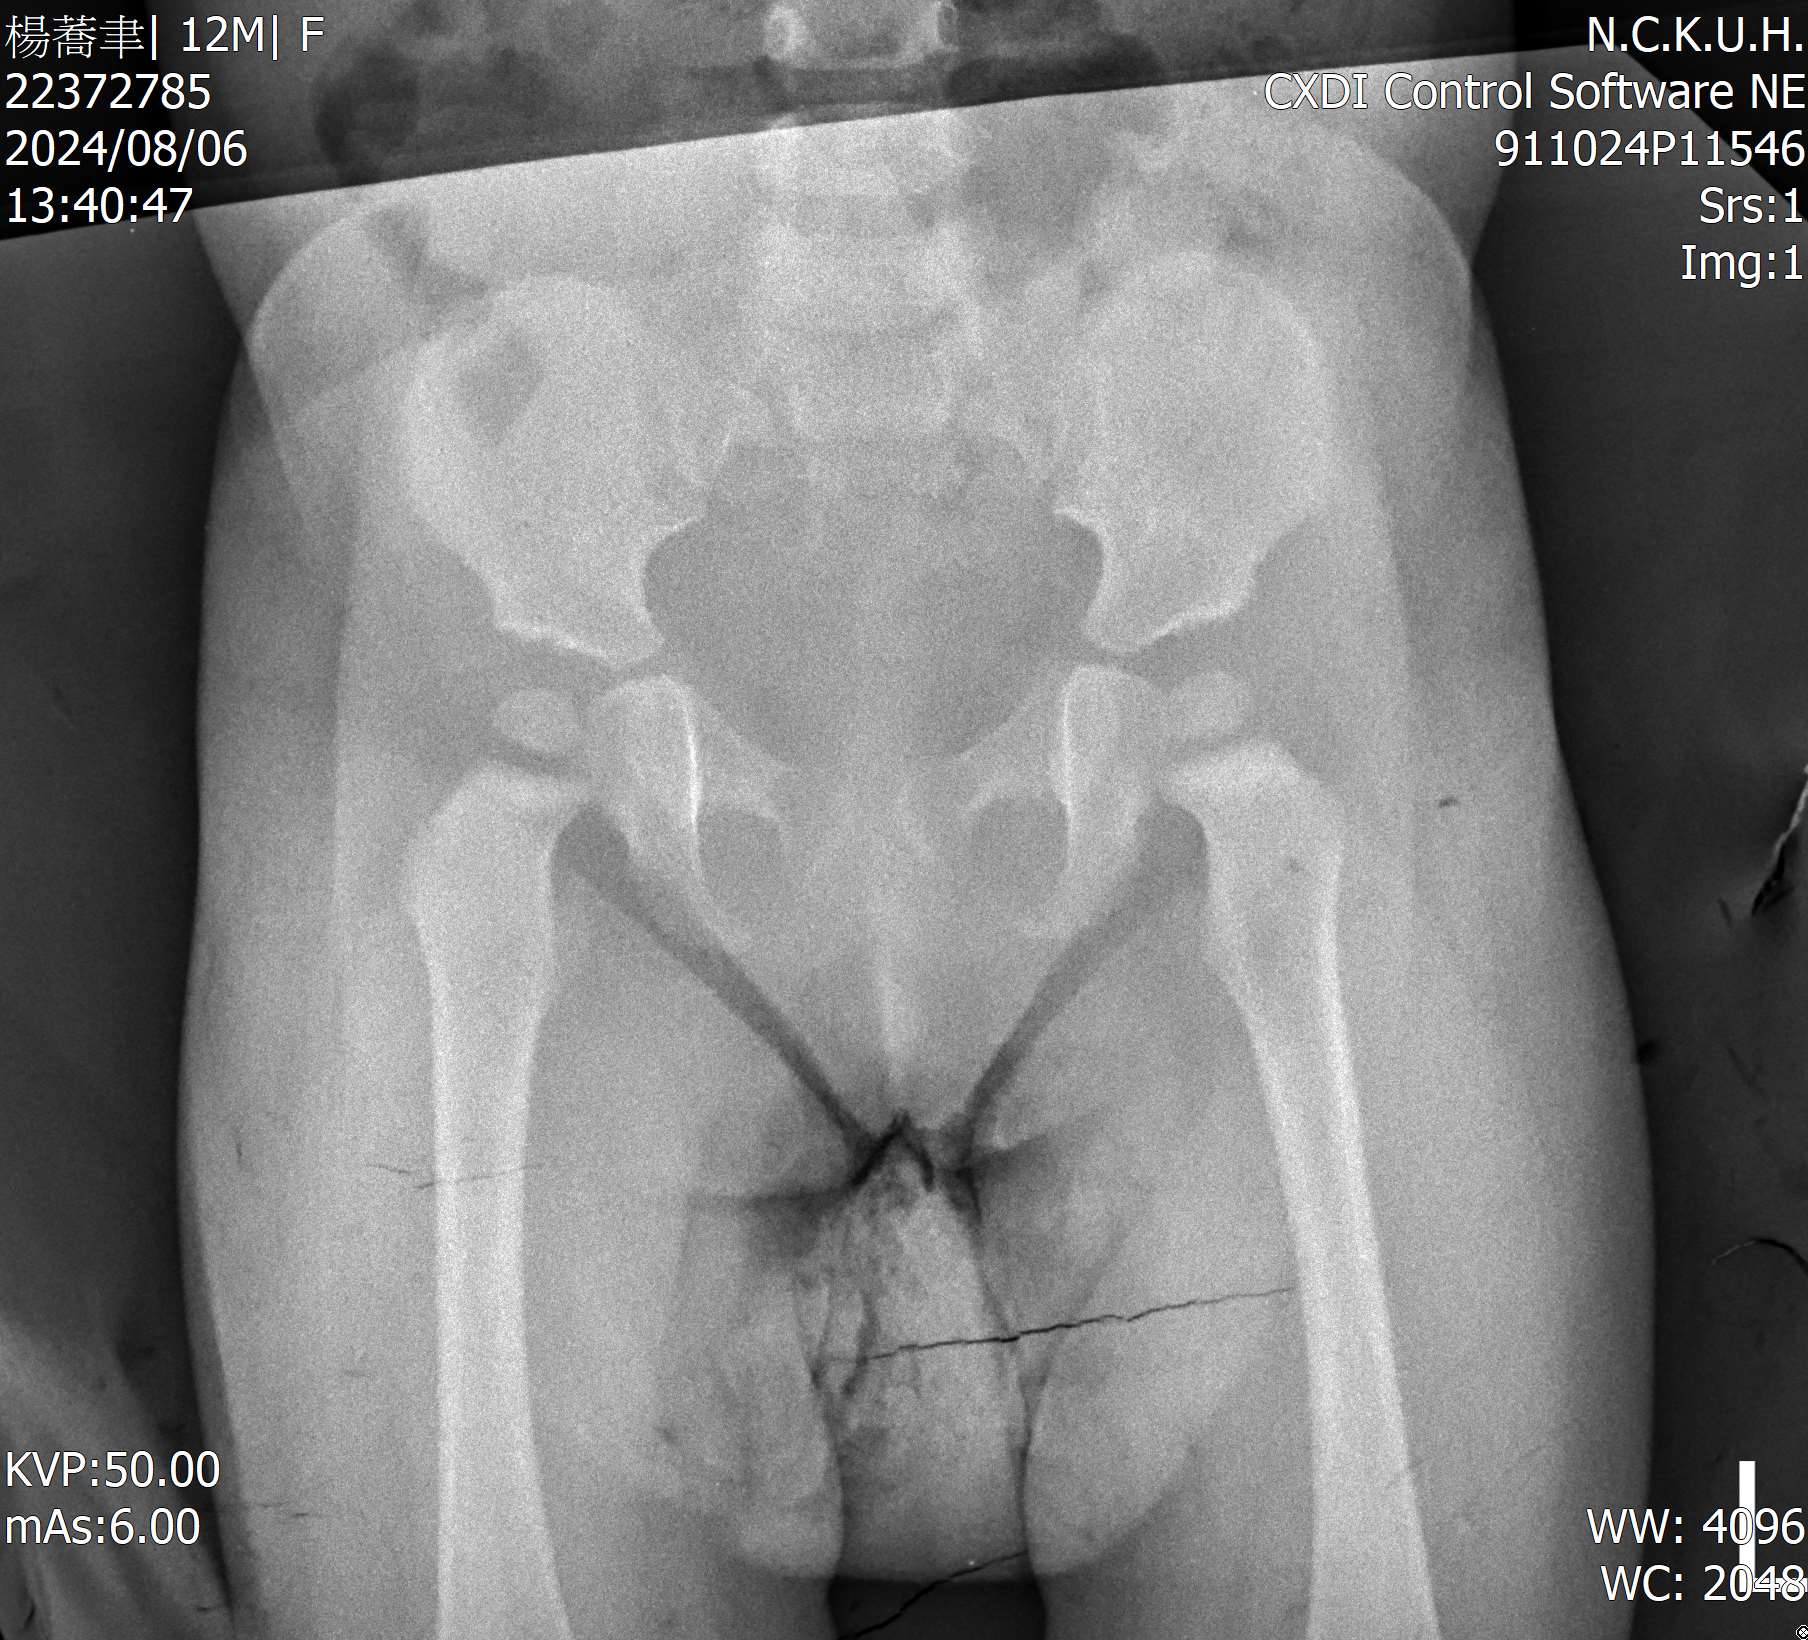 楊蕎聿| 12M| F
22372785
2024/08/06
13:40:47
N.C.K.U.H.
CXDI Control Software NE
911024P11546
Srs:1
Img:1
KVP:50.00
mAs:6.00
L
WW: 4096
WC: 2048